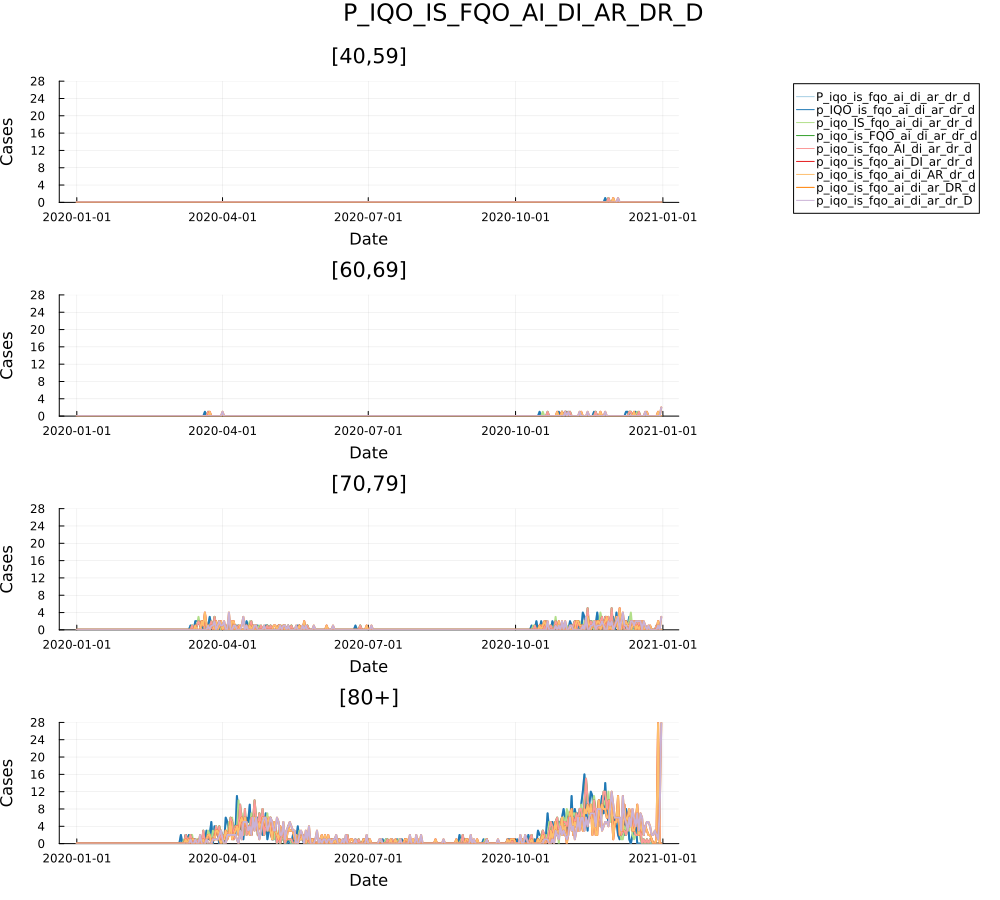 P_IQO_IS_FQO_AI_DI_AR_DR_D
[40,59]
28
24
20
16
12
8
4
0
Cases
2020-01-01 2020-04-01 2020-07-01 2020-10-01 2021-01-01
Date
P_iqo_is_fqo_ai_di_ar_dr_d
p_IQO_is_fqo_ai_di_ar_dr_d
p_iqo_IS_fqo_ai_di_ar_dr_d
p_iqo_is_FQO_ai_di_ar_dr_d
p_iqo_is_fqo_AI_di_ar_dr_d
p_iqo_is_fqo_ai_DI_ar_dr_d
p_iqo_is_fqo_ai_di_AR_dr_d
p_iqo_is_fqo_ai_di_ar_DR_d
p_iqo_is_fqo_ai_di_ar_dr_D
[60,69]
28
24
20
16
12
8
4
0
Cases
2020-01-01 2020-04-01 2020-07-01 2020-10-01 2021-01-01
Date
[70,79]
28
24
20
16
12
8
4
0
Cases
2020-01-01 2020-04-01 2020-07-01 2020-10-01 2021-01-01
Date
[80+]
28
24
20
16
12
8
4
0
Cases
2020-01-01 2020-04-01 2020-07-01 2020-10-01 2021-01-01
Date